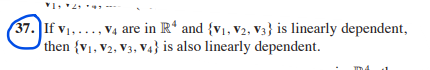 37. If v₁, . . . , v₄ are in ℝ⁴ and {v₁, v₂, v₃} is linearly dependent,
then {v₁, v₂, v₃, v₄} is also linearly dependent.